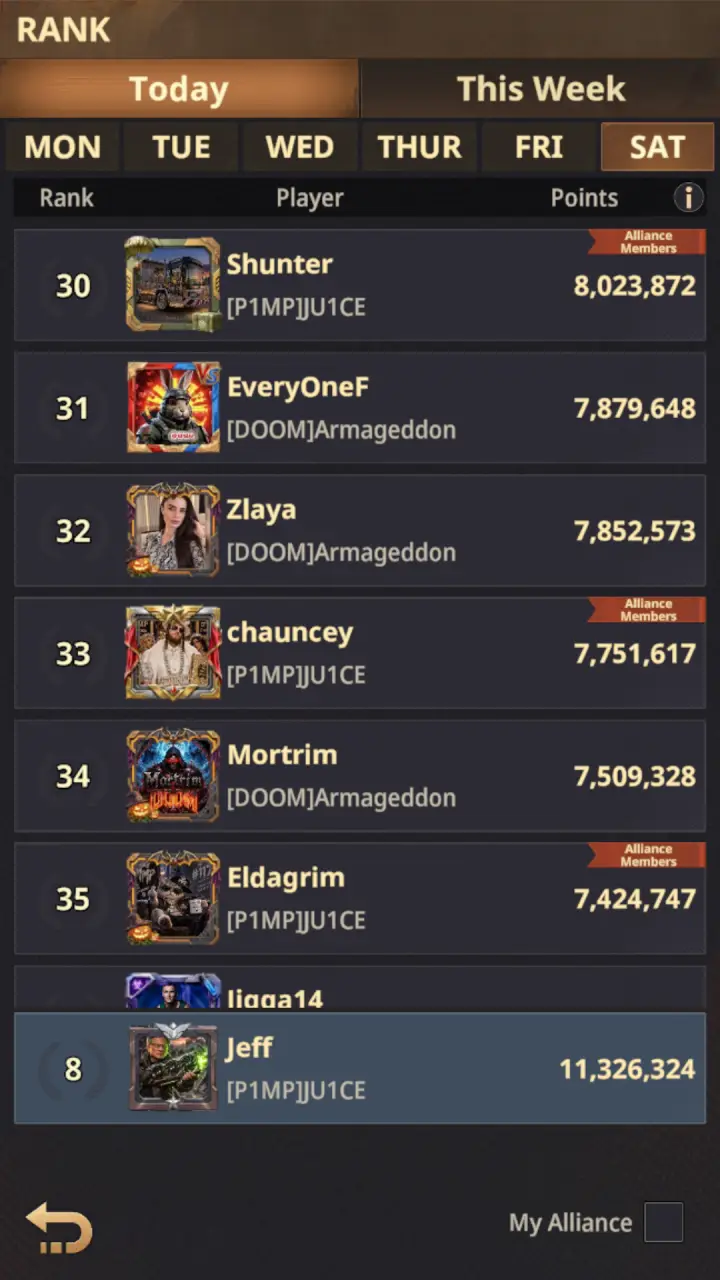 RANK
Today
This Week
MON TUE WED THUR FRI SAT
Rank Player Points
Alliance Members
30 Shunter 8,023,872
[P1MP]JU1CE
VS
31 EveryOneF 7,879,648
[DOOM]Armageddon
32 Zlaya 7,852,573
[DOOM]Armageddon
Alliance Members
33 chauncey 7,751,617
[P1MP]JU1CE
Mortrim
34 Mortrim 7,509,328
[DOOM]Armageddon
Alliance Members
35 Eldagrim 7,424,747
[P1MP]JU1CE
Jigga14
8 Jeff 11,326,324
[P1MP]JU1CE
My Alliance